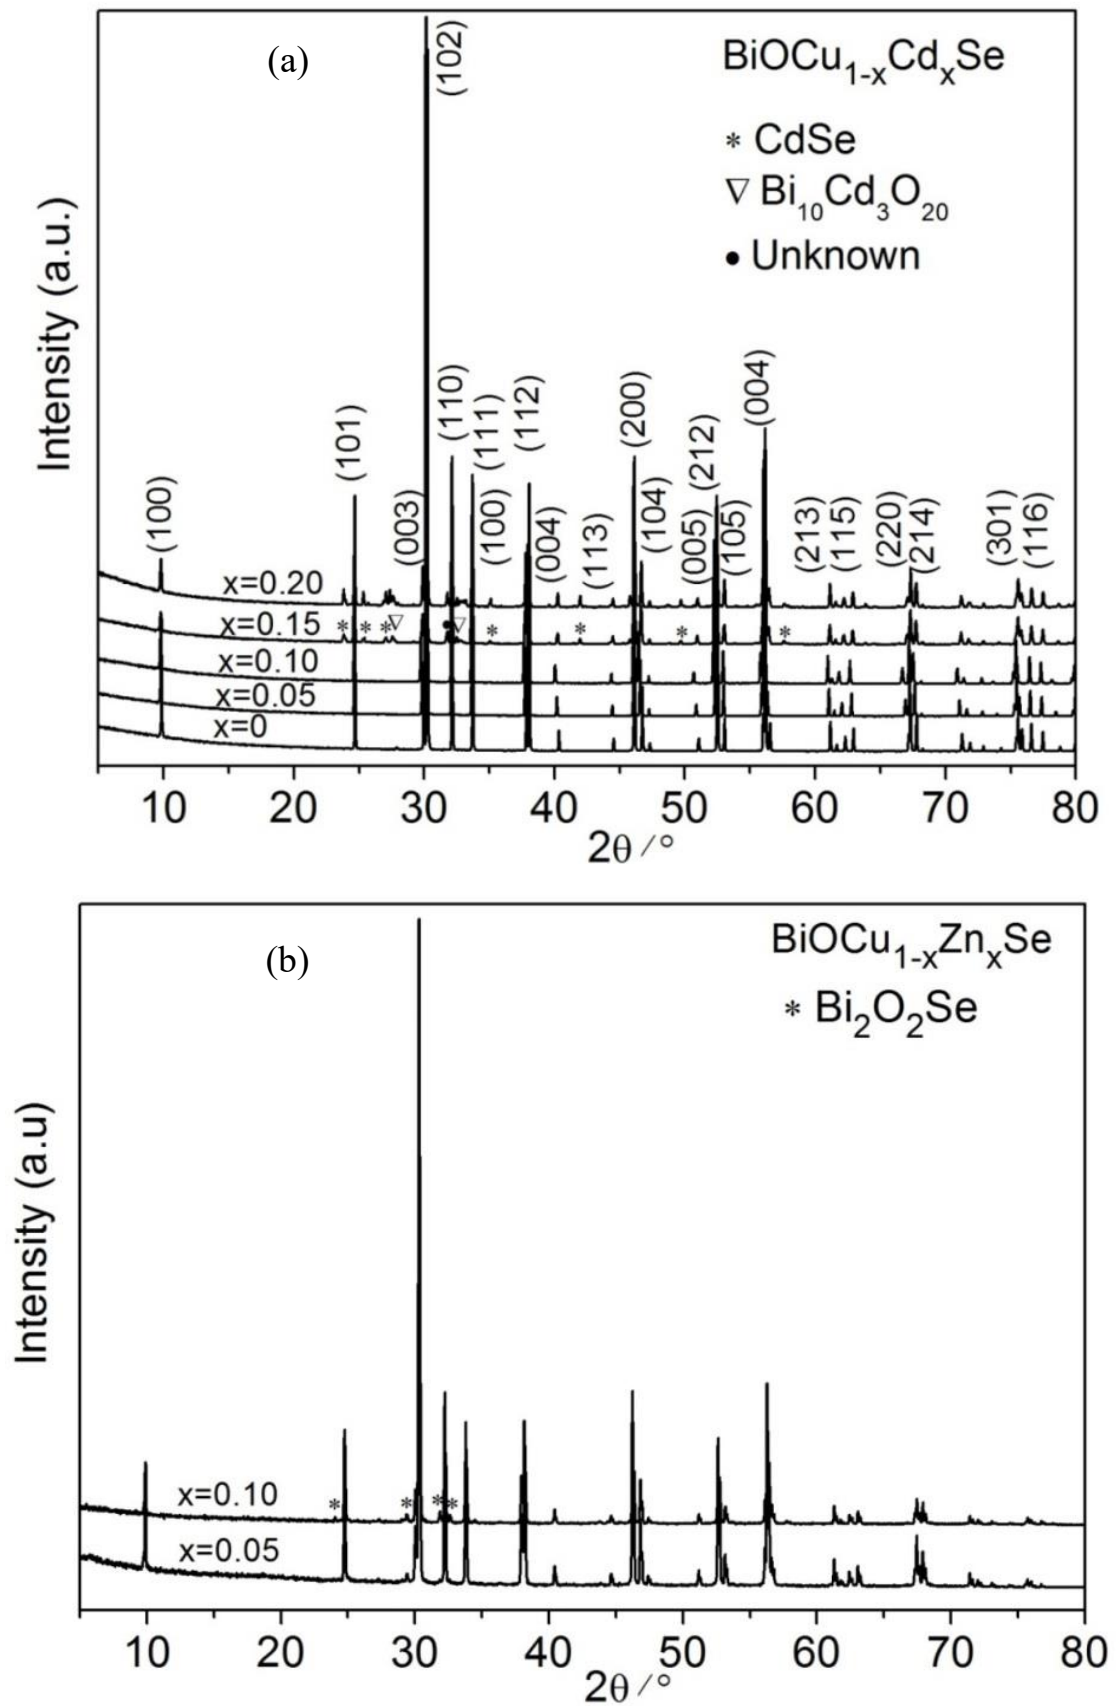 (a)
BiOCu1-xCdxSe
* CdSe
▽ Bi10Cd3O20
• Unknown
Intensity (a.u.)
(100)
(101)
(003)
(102)
(110)
(111)
(100)
(112)
(004)
(113)
(200)
(104)
(005)
(212)
(105)
(004)
(213)
(115)
(220)
(214)
(301)
(116)
x=0.20
x=0.15
* * *▽ •▽ * * * *
x=0.10
x=0.05
x=0
10 20 30 40 50 60 70 80
2θ/°
(b)
BiOCu1-xZnxSe
* Bi2O2Se
Intensity (a.u)
x=0.10
* * * *
x=0.05
10 20 30 40 50 60 70 80
2θ/°